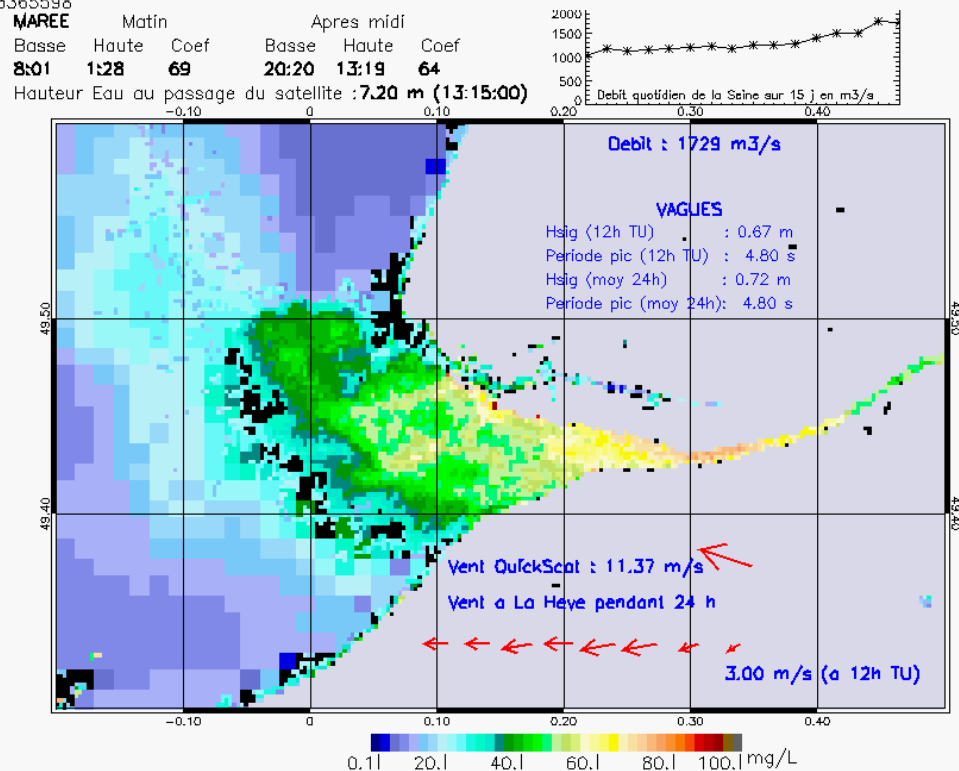 MAREE Matin Apres midi
Basse Haute Coef Basse Haute Coef
8:01 1:28 69 20:20 13:19 64
Hauteur Eau au passage du satellite : 7.20 m (13:15:00)
2000
1500
1000
500
0
Debit quotidien de la Seine sur 15 j en m3/s
-0.10 0 0.10 0.20 0.30 0.40
Debit : 1729 m3/s
VAGUES
Hsig (12h TU) : 0.67 m
Periode pic (12h TU) : 4.80 s
Hsig (moy 24h) : 0.72 m
Periode pic (moy 24h): 4.80 s
49.50 49.50
49.40 49.40
Vent QuickScat : 11.37 m/s
Vent a La Heve pendant 24 h
3.00 m/s (a 12h TU)
-0.10 0 0.10 0.20 0.30 0.40
0.1 20.1 40.1 60.1 80.1 100.1 mg/L